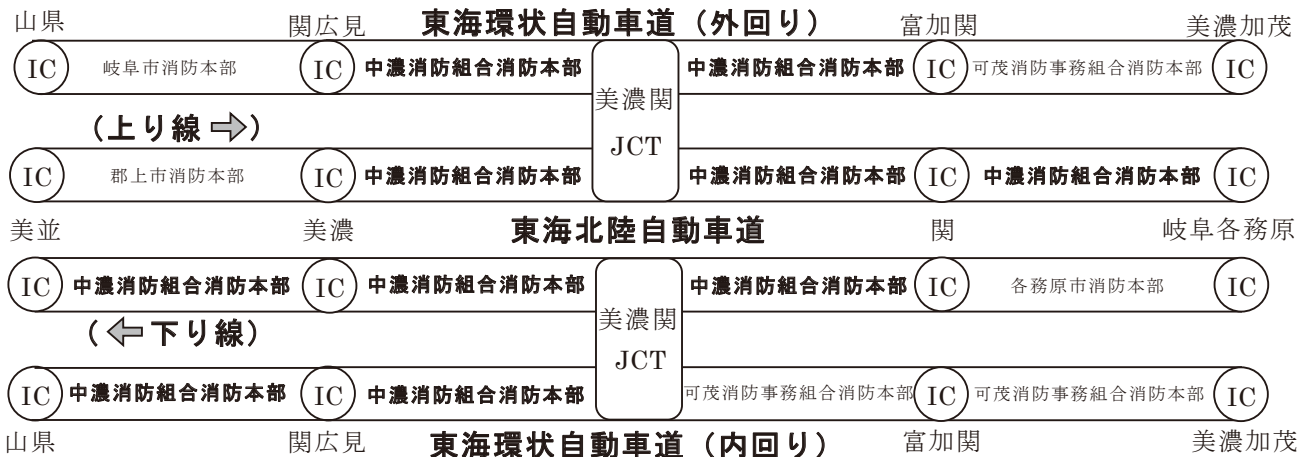 東海環状自動車道（外回り）
山県 関広見 富加関 美濃加茂
IC 岐阜市消防本部 IC 中濃消防組合消防本部 中濃消防組合消防本部 IC 可茂消防事務組合消防本部 IC
美濃関
JCT
（上り線⇨）
IC 郡上市消防本部 IC 中濃消防組合消防本部 中濃消防組合消防本部 IC 中濃消防組合消防本部 IC
美並 美濃 東海北陸自動車道 関 岐阜各務原
IC 中濃消防組合消防本部 IC 中濃消防組合消防本部 中濃消防組合消防本部 IC 各務原市消防本部 IC
美濃関
JCT
（⇦下り線）
IC 中濃消防組合消防本部 IC 中濃消防組合消防本部 可茂消防事務組合消防本部 IC 可茂消防事務組合消防本部 IC
山県 関広見 東海環状自動車道（内回り） 富加関 美濃加茂